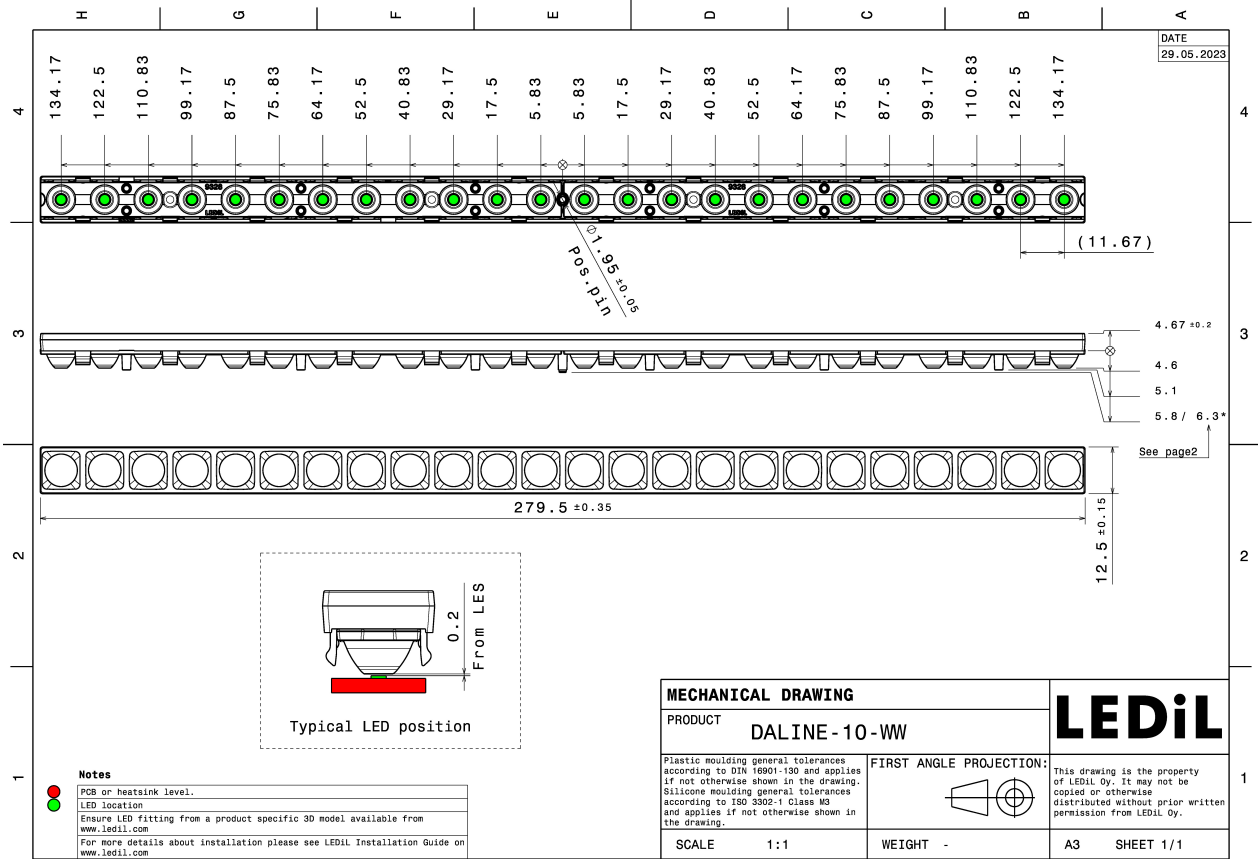 H G F E D C B A
DATE
29.05.2023
4 4
134.17 122.5 110.83 99.17 87.5 75.83 64.17 52.5 40.83 29.17 17.5 5.83 5.83 17.5 29.17 40.83 52.5 64.17 75.83 87.5 99.17 110.83 122.5 134.17
9328 9328
LEDiL LEDiL
(11.67)
Ø1.95 ±0.05
Pos.pin
3 3
4.67 ±0.2
4.6
5.1
5.8/ 6.3*
See page2
279.5 ±0.35
12.5 ±0.15
2 2
0.2
From LES
Typical LED position
1 1
Notes
PCB or heatsink level.
LED location
Ensure LED fitting from a product specific 3D model available from
www.ledil.com
For more details about installation please see LEDiL Installation Guide on
www.ledil.com
MECHANICAL DRAWING
PRODUCT
DALINE-10-WW
LEDiL
Plastic moulding general tolerances
according to DIN 16901-130 and applies
if not otherwise shown in the drawing.
Silicone moulding general tolerances
according to ISO 3302-1 Class M3
and applies if not otherwise shown in
the drawing.
FIRST ANGLE PROJECTION:
This drawing is the property
of LEDiL Oy. It may not be
copied or otherwise
distributed without prior written
permission from LEDiL Oy.
SCALE 1:1
WEIGHT -
A3 SHEET 1/1